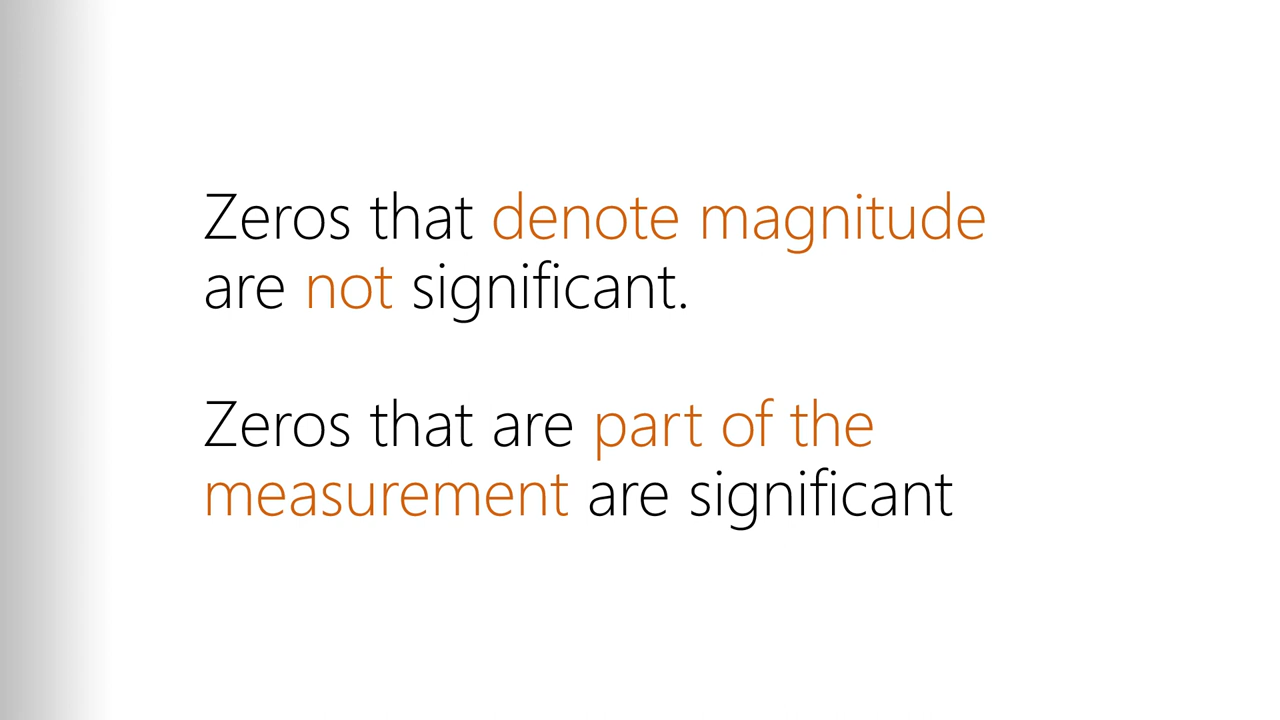 Zeros that denote magnitude
are not significant.
Zeros that are part of the
measurement are significant